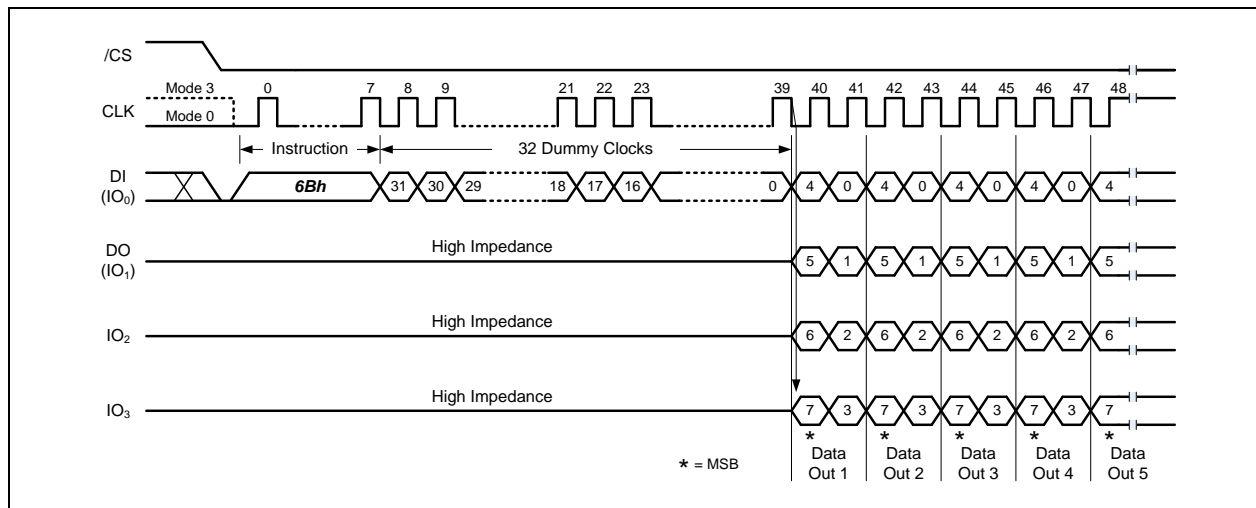 /CS
Mode 3 0 7 8 9 21 22 23 39 40 41 42 43 44 45 46 47 48
CLK
Mode 0
Instruction 32 Dummy Clocks
DI
(IO0)
6Bh 31 30 29 18 17 16 0 4 0 4 0 4 0 4 0 4
High Impedance
DO
(IO1)
5 1 5 1 5 1 5 1 5
High Impedance
IO2 6 2 6 2 6 2 6 2 6
High Impedance
IO3 7 3 7 3 7 3 7 3 7
* * * * *
* = MSB
Data
Out 1
Data
Out 2
Data
Out 3
Data
Out 4
Data
Out 5